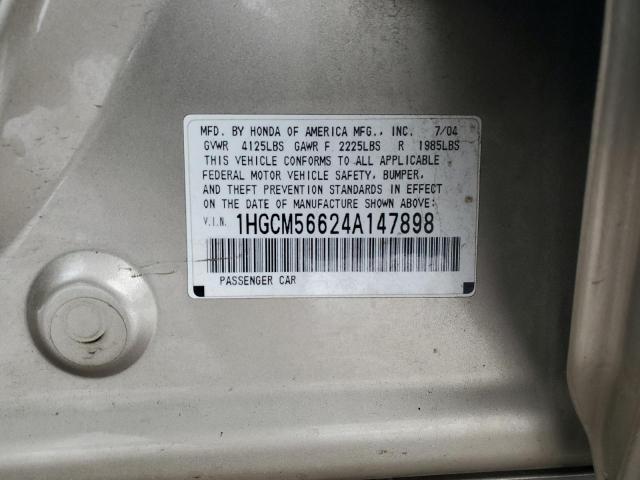 MFD. BY HONDA OF AMERICA MFG., INC. 7/04
GVWR 4125LBS GAWR F 2225LBS R 1985LBS
THIS VEHICLE CONFORMS TO ALL APPLICABLE
FEDERAL MOTOR VEHICLE SAFETY, BUMPER,
AND THEFT PREVENTION STANDARDS IN EFFECT
ON THE DATE OF MANUFACTURE SHOWN ABOVE:
V.I.N. 1HGCM56624A147898
PASSENGER CAR